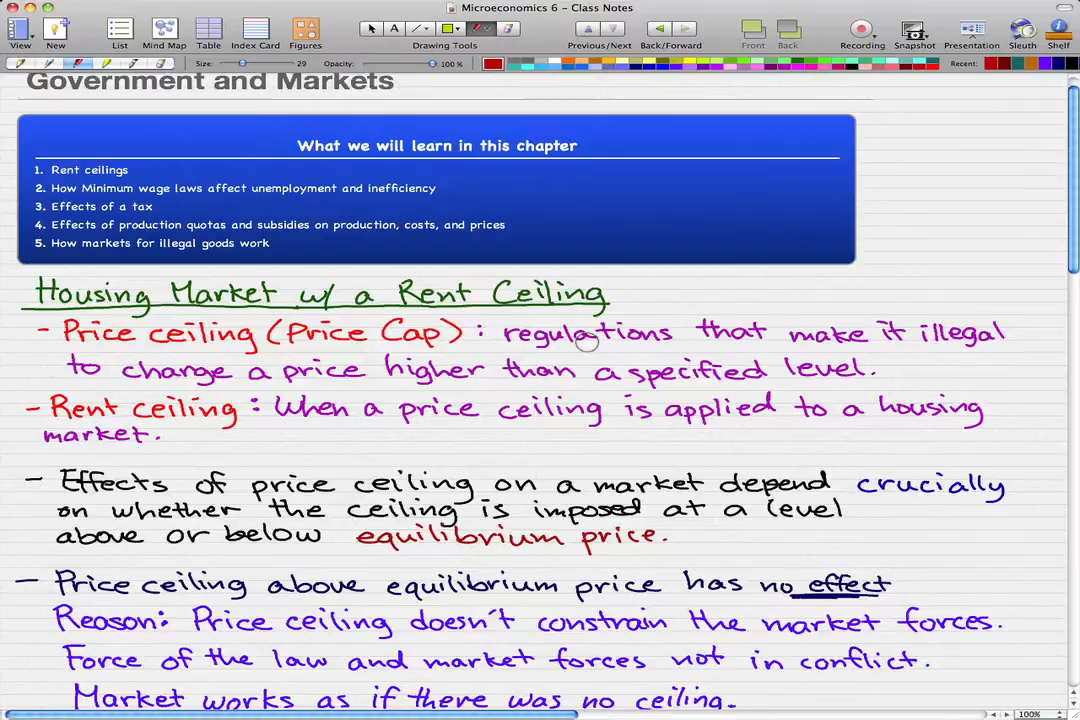 Microeconomics 6 - Class Notes
View
New
List
Mind Map
Table
Index Card
Figures
Drawing Tools
Previous/Next
Back/Forward
Front
Back
Recording
Snapshot
Presentation
Sleuth
Shelf
Size:
29
Opacity:
100 %
Recent:
Government and Markets
What we will learn in this chapter
1. Rent ceilings
2. How Minimum wage laws affect unemployment and inefficiency
3. Effects of a tax
4. Effects of production quotas and subsidies on production, costs, and prices
5. How markets for illegal goods work
Housing Market w/ a Rent Ceiling
- Price ceiling (Price Cap) : regulations that make it illegal
to change a price higher than a specified level.
- Rent ceiling : When a price ceiling is applied to a housing
market.
- Effects of price ceiling on a market depend crucially
on whether the ceiling is imposed at a level
above or below equilibrium price.
- Price ceiling above equilibrium price has no effect
Reason: Price ceiling doesn't constrain the market forces.
Force of the law and market forces not in conflict.
Market works as if there was no ceiling.
100%